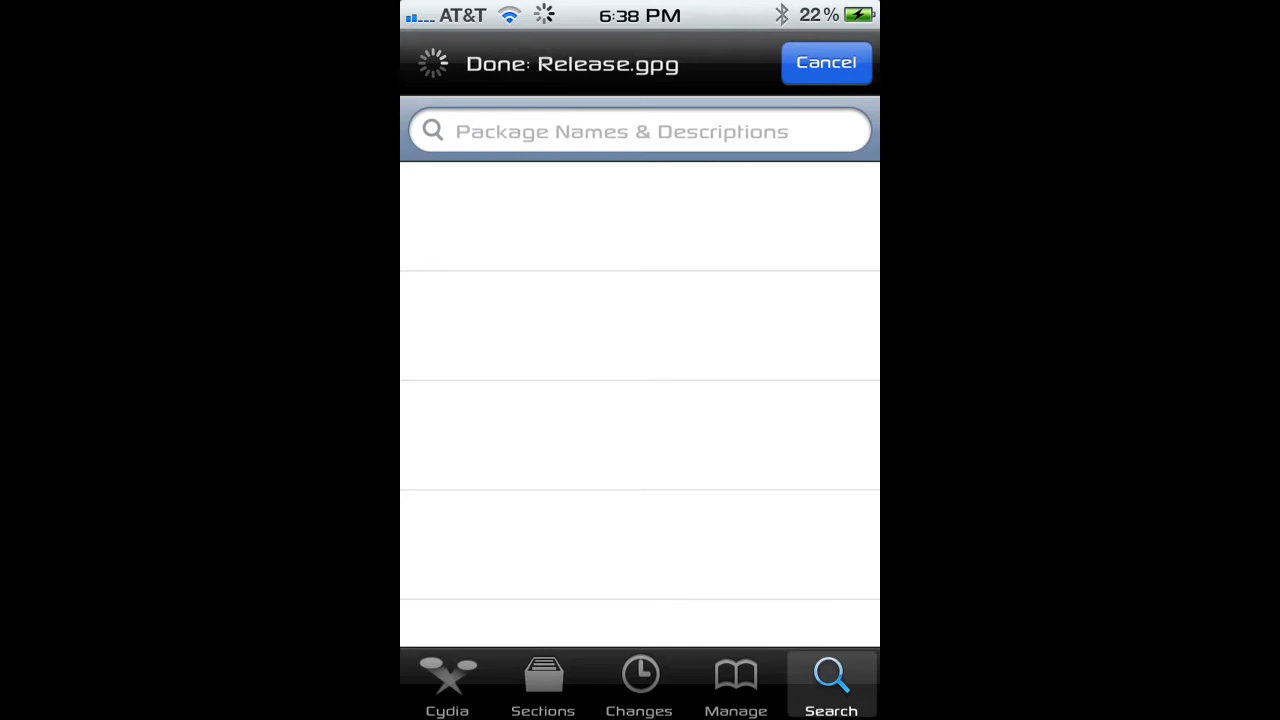 AT&T 6:38 PM 22%
Done: Release.gpg Cancel
Package Names & Descriptions
Cydia Sections Changes Manage Search